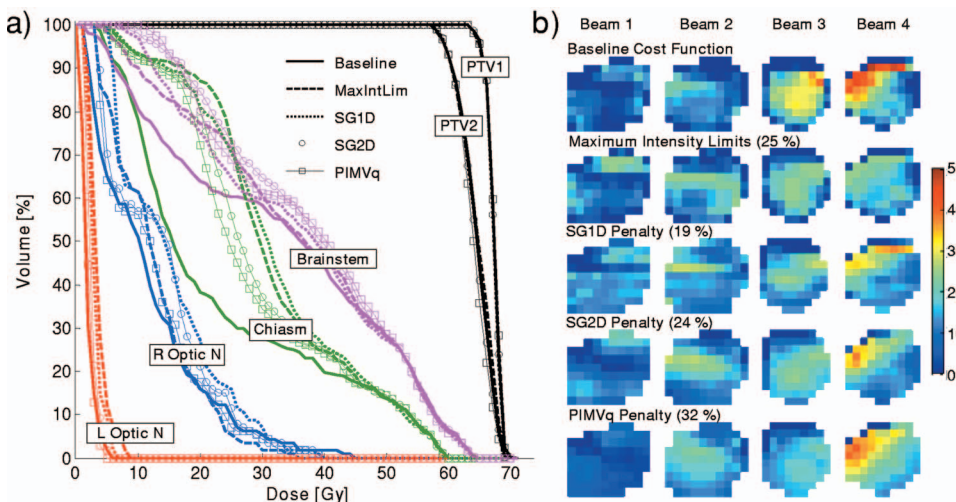 a)
Volume [%]
100
90
80
70
60
50
40
30
20
10
0
0 10 20 30 40 50 60 70
Dose [Gy]
Baseline
MaxIntLim
SG1D
SG2D
PIMVq
PTV1
PTV2
Brainstem
Chiasm
R Optic N
L Optic N
b)
Beam 1 Beam 2 Beam 3 Beam 4
Baseline Cost Function
Maximum Intensity Limits (25 %)
SG1D Penalty (19 %)
SG2D Penalty (24 %)
PIMVq Penalty (32 %)
5
4
3
2
1
0